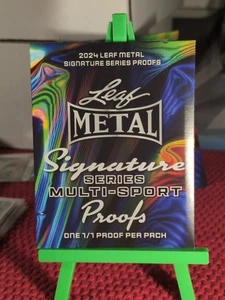 2024 LEAF METAL
SIGNATURE SERIES PROOFS
Leaf
METAL
Signature
SERIES
MULTI-SPORT
Proofs
ONE 1/1 PROOF PER PACK